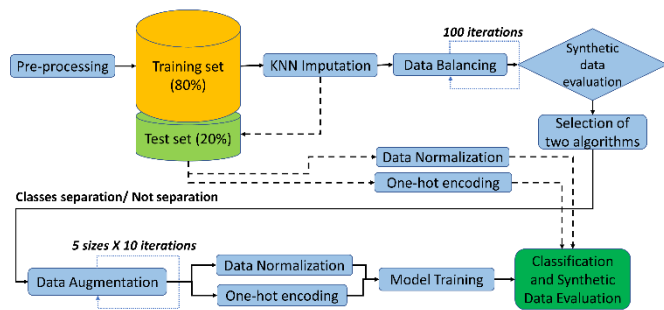 100 iterations
Pre-processing
Training set
(80%)
KNN Imputation
Data Balancing
Synthetic
data
evaluation
Test set (20%)
Selection of
two algorithms
Data Normalization
One-hot encoding
Classes separation/ Not separation
5 sizes X 10 iterations
Data Augmentation
Data Normalization
One-hot encoding
Model Training
Classification
and Synthetic
Data Evaluation